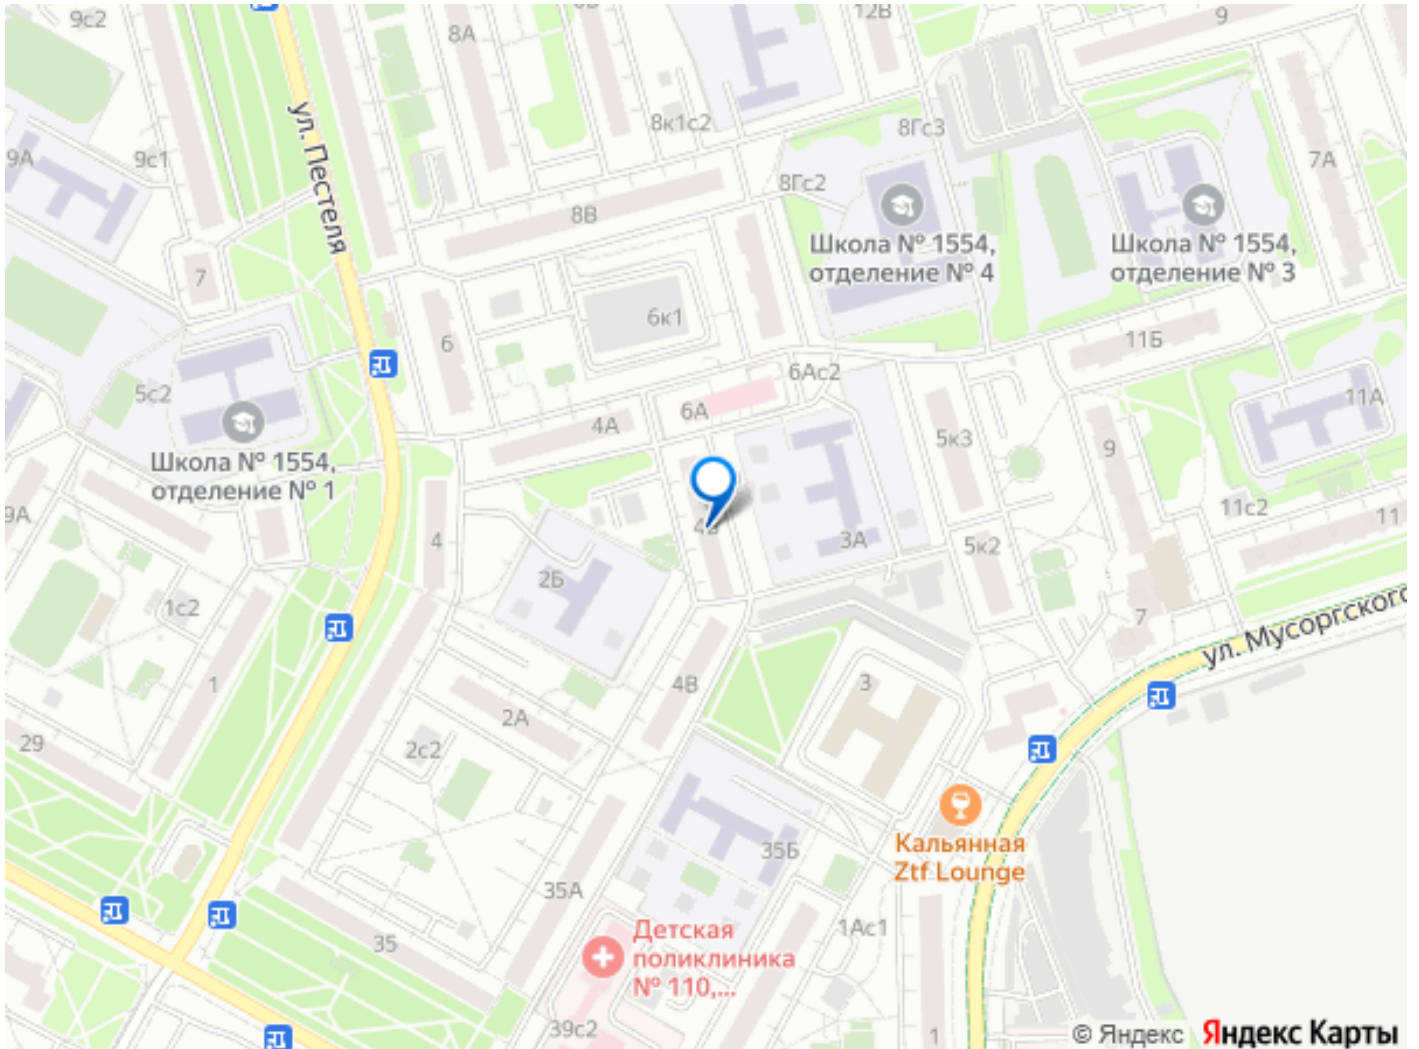 9с2
8А
12В
9
ул. Пестеля
9А
9с1
8к1с2
8Гс3
7А
8Гс2
8В
Школа № 1554,
отделение № 4
Школа № 1554,
отделение № 3
7
6к1
6
11Б
6Ас2
5с2
6А
4А
11А
5к3
9
Школа № 1554,
отделение № 1
9А
11с2
11
4
3А
5к2
2Б
1с2
7
ул. Мусоргского
1
4В
3
2А
29
2с2
Кальянная
Ztf Lounge
35Б
35А
1Ас1
35
Детская
поликлиника
№ 110,...
39с2
1
© Яндекс
Яндекс Карты